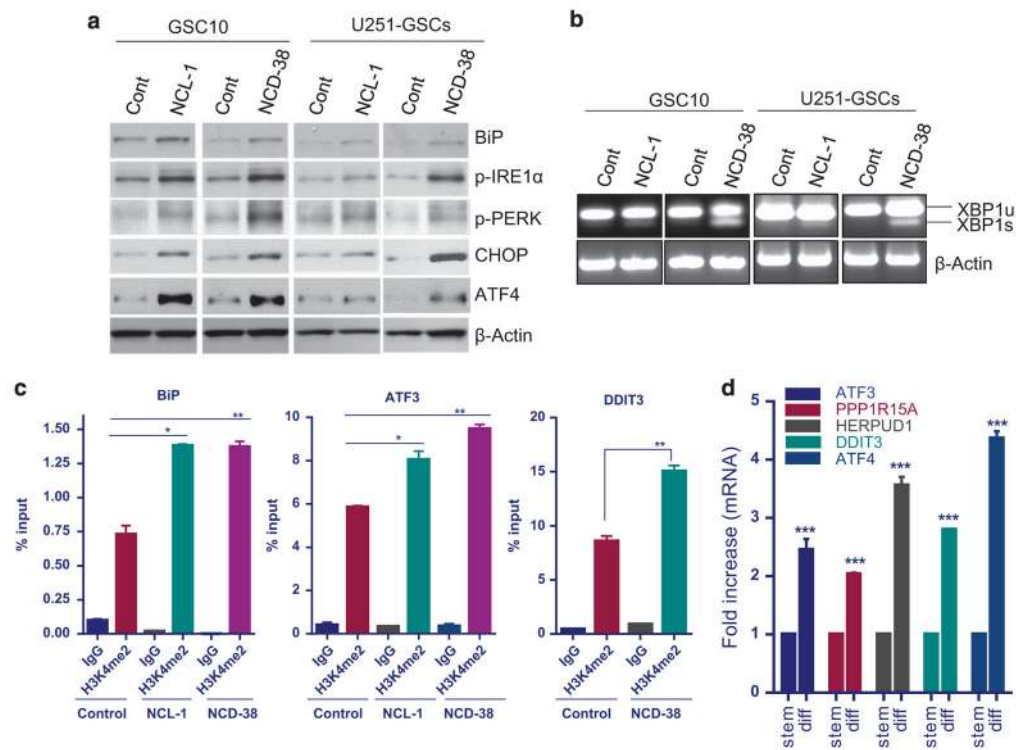 a
GSC10 U251-GSCs
Cont NCL-1 Cont NCD-38 Cont NCL-1 Cont NCD-38
BiP
p-IRE1α
p-PERK
CHOP
ATF4
β-Actin
b
GSC10 U251-GSCs
Cont NCL-1 Cont NCD-38 Cont NCL-1 Cont NCD-38
XBP1u
XBP1s
β-Actin
c
BiP
% input
1.50
1.25
1.00
0.75
0.50
0.25
0.00
* **
IgG H3K4me2 IgG H3K4me2 IgG H3K4me2
Control NCL-1 NCD-38
ATF3
% input
10
8
6
4
2
0
* **
IgG H3K4me2 IgG H3K4me2 IgG H3K4me2
Control NCL-1 NCD-38
DDIT3
% input
20
15
10
5
0
**
IgG H3K4me2 IgG H3K4me2
Control NCD-38
d
ATF3
PPP1R15A
HERPUD1
DDIT3
ATF4
Fold increase (mRNA)
5
4
3
2
1
0
*** *** *** *** ***
stem diff stem diff stem diff stem diff stem diff